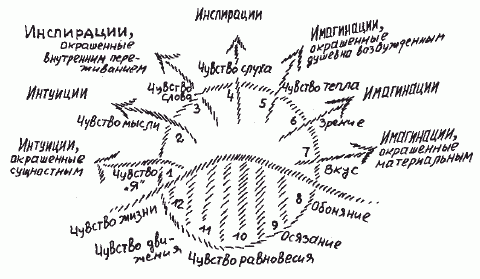 Инспирации
Инспирации,
окрашенные
внутренним пере-
живанием
Имагинации,
окрашенные
душевно возбужденным
Чувство слуха
Чувство
слова
Чувство тепла
Интуиции
Чувство мысли
Имагинации
Зрение
Интуиции,
окрашенные
сущностным
Чувство
„Я"
Имагинации,
окрашенные
материальным
Вкус
1
2
3
4
5
6
7
8
9
10
11
12
Чувство жизни
Обоняние
Чувство дви-
жения
Осязание
Чувство равновесия